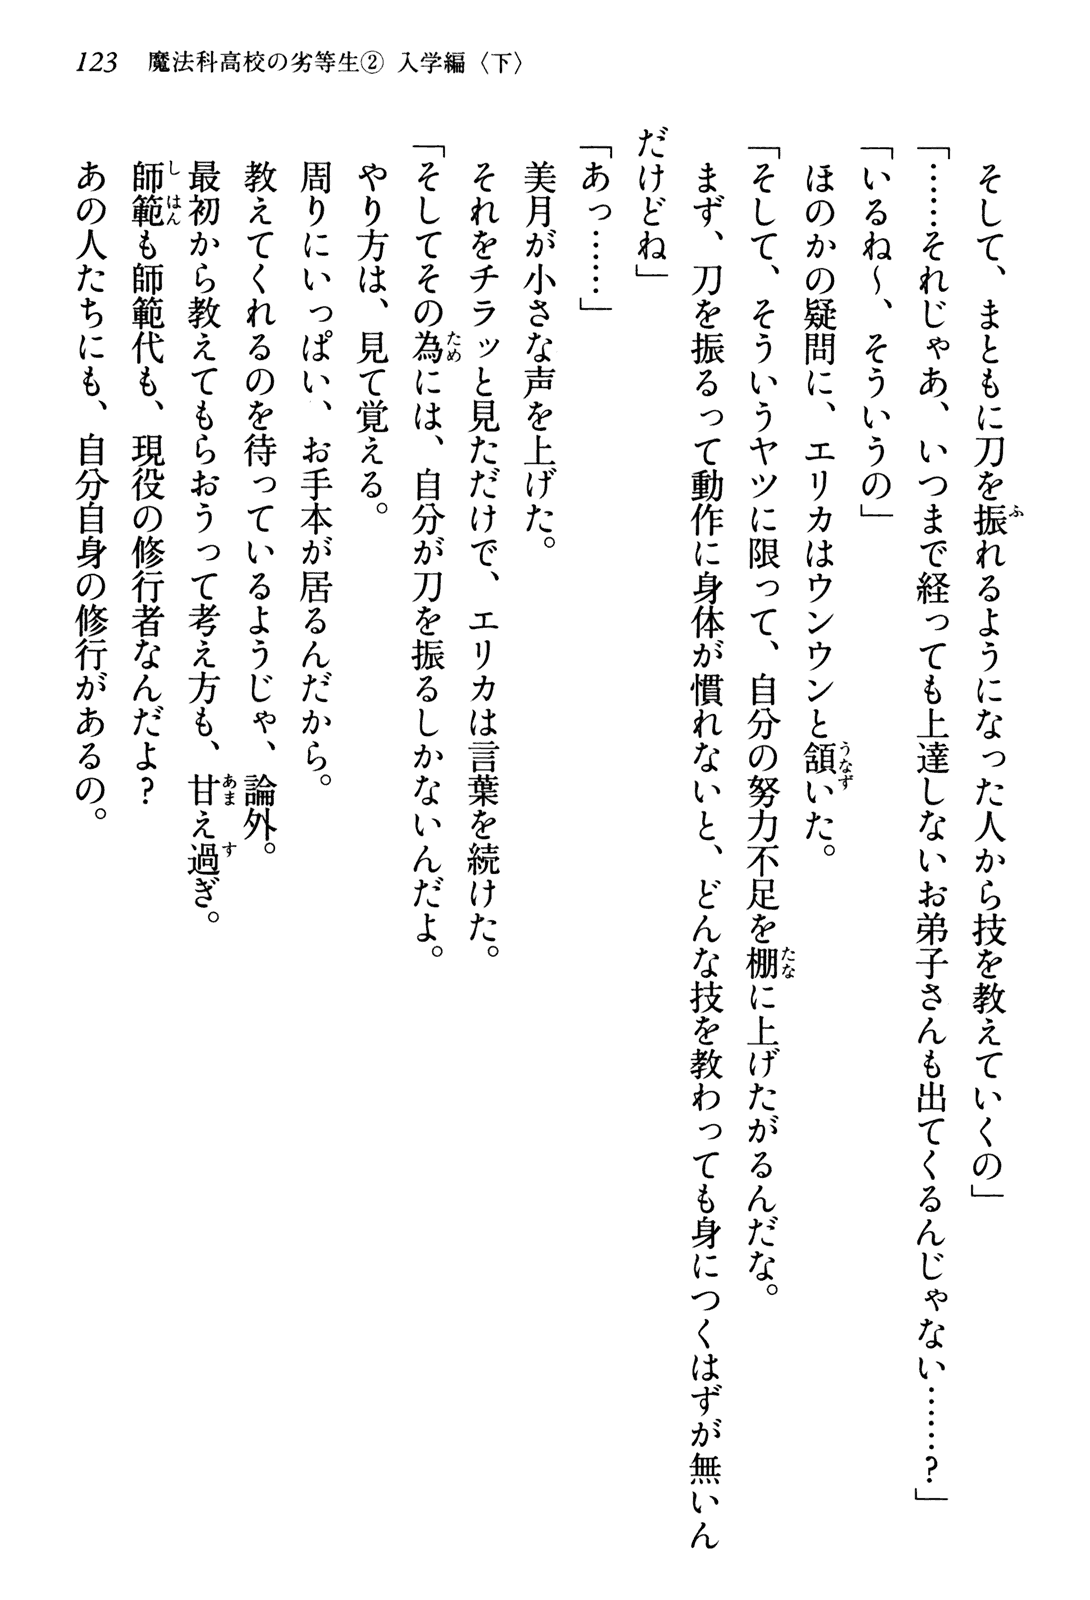 123 魔法科高校の劣等生② 入学編〈下〉
そして、まともに刀を振れるようになった人から技を教えていくの」
「……それじゃあ、いつまで経っても上達しないお弟子さんも出てくるんじゃない……？」
「いるね～、そういうの」
ほのかの疑問に、エリカはウンウンと頷いた。
「そして、そういうヤツに限って、自分の努力不足を棚に上げたがるんだな。
まず、刀を振るって動作に身体が慣れないと、どんな技を教わっても身につくはずが無いん
だけどね」
「あっ……」
美月が小さな声を上げた。
それをチラッと見ただけで、エリカは言葉を続けた。
「そしてその為には、自分が刀を振るしかないんだよ。
やり方は、見て覚える。
周りにいっぱい、お手本が居るんだから。
教えてくれるのを待っているようじゃ、論外。
最初から教えてもらおうって考え方も、甘え過ぎ。
師範も師範代も、現役の修行者なんだよ？
あの人たちにも、自分自身の修行があるの。